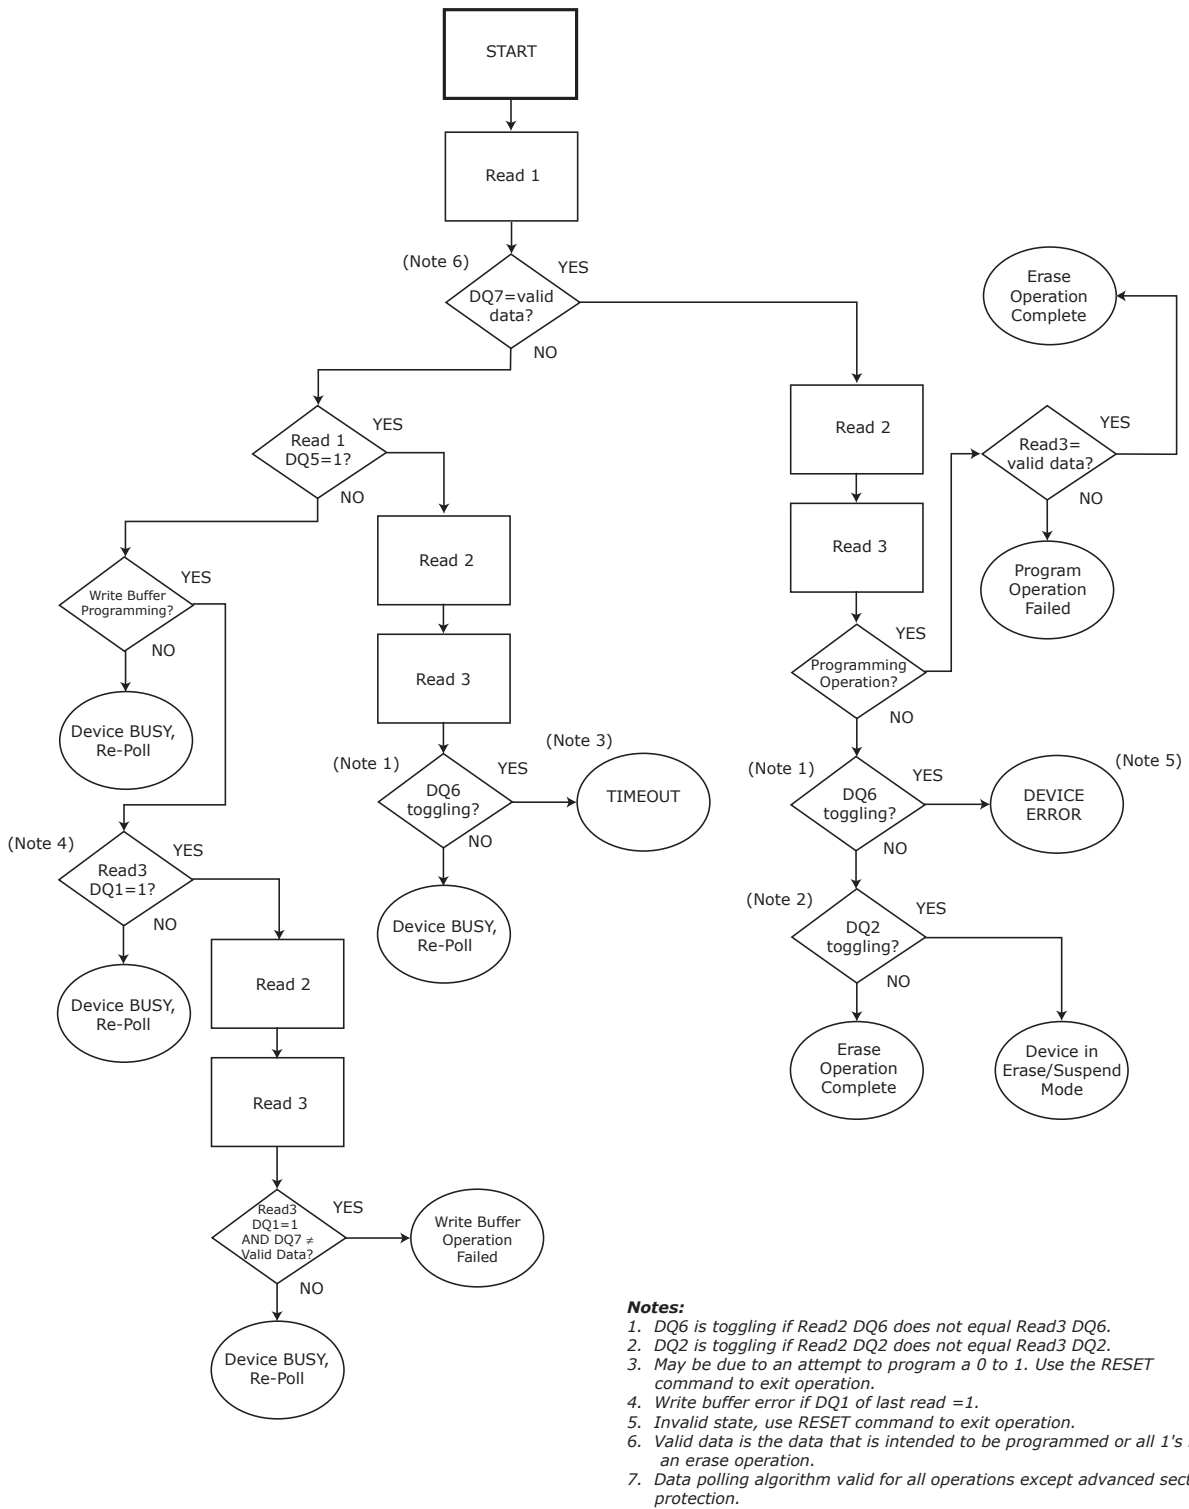 START
Read 1
(Note 6)
YES
DQ7=valid
data?
NO
Erase
Operation
Complete
Read 1
DQ5=1?
YES
NO
Read 2
Read3=
valid data?
YES
NO
Read 2
Read 3
Program
Operation
Failed
Write Buffer
Programming?
YES
NO
Read 3
Programming
Operation?
YES
NO
Device BUSY,
Re-Poll
(Note 1)
DQ6
toggling?
YES
NO
(Note 3)
TIMEOUT
(Note 1)
DQ6
toggling?
YES
NO
DEVICE
ERROR
(Note 5)
(Note 4)
Read3
DQ1=1?
YES
NO
Device BUSY,
Re-Poll
(Note 2)
DQ2
toggling?
YES
NO
Device BUSY,
Re-Poll
Read 2
Read 3
Erase
Operation
Complete
Device in
Erase/Suspend
Mode
Read3
DQ1=1
AND DQ7 ≠
Valid Data?
YES
NO
Write Buffer
Operation
Failed
Device BUSY,
Re-Poll
Notes:
1. DQ6 is toggling if Read2 DQ6 does not equal Read3 DQ6.
2. DQ2 is toggling if Read2 DQ2 does not equal Read3 DQ2.
3. May be due to an attempt to program a 0 to 1. Use the RESET
command to exit operation.
4. Write buffer error if DQ1 of last read =1.
5. Invalid state, use RESET command to exit operation.
6. Valid data is the data that is intended to be programmed or all 1's
an erase operation.
7. Data polling algorithm valid for all operations except advanced sect
protection.